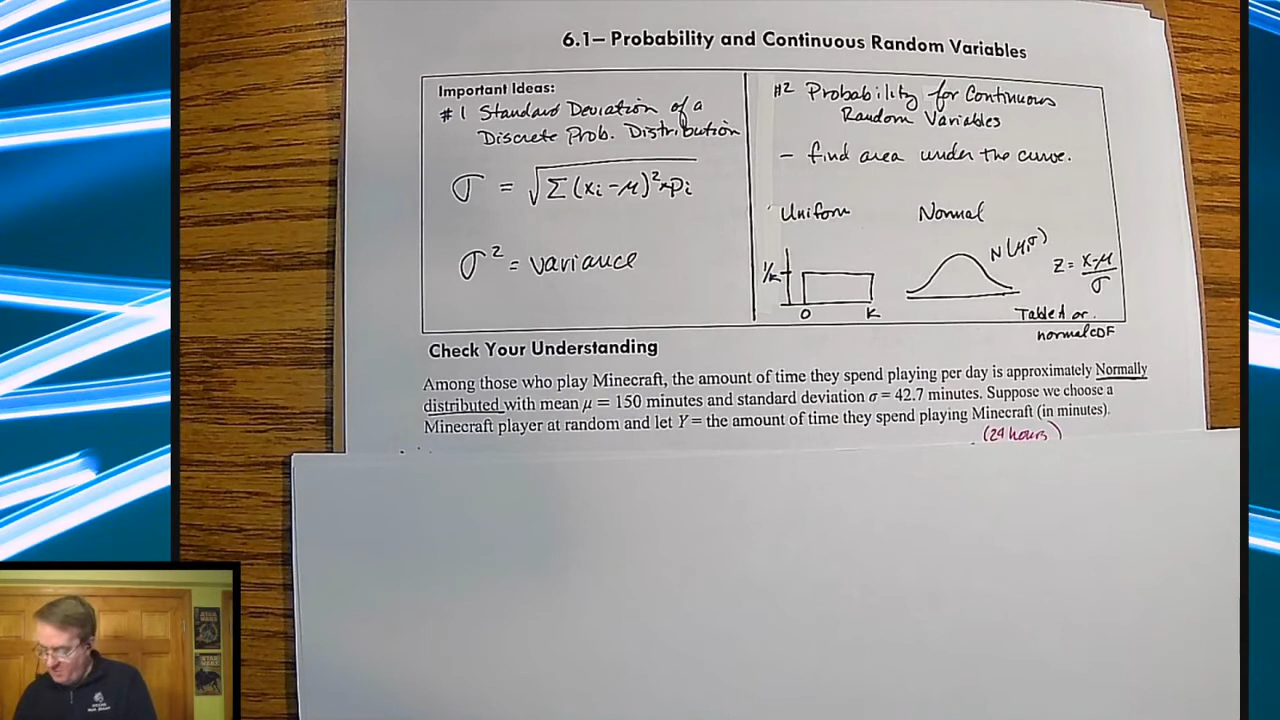 6.1– Probability and Continuous Random Variables
Important Ideas:
#1 Standard Deviation of a
Discrete Prob. Distribution
σ = √Σ(xi-μ)²*pi
σ² = variance
#2 Probability for Continuous
Random Variables
- find area under the curve.
Uniform
Normal
1/k
0
k
N(μ,σ)
z = x-μ/σ
Table A or
normalCDF
Check Your Understanding
Among those who play Minecraft, the amount of time they spend playing per day is approximately Normally
distributed with mean μ = 150 minutes and standard deviation σ = 42.7 minutes. Suppose we choose a
Minecraft player at random and let Y = the amount of time they spend playing Minecraft (in minutes).
(24 hours)
STAR WARS
STAR WARS